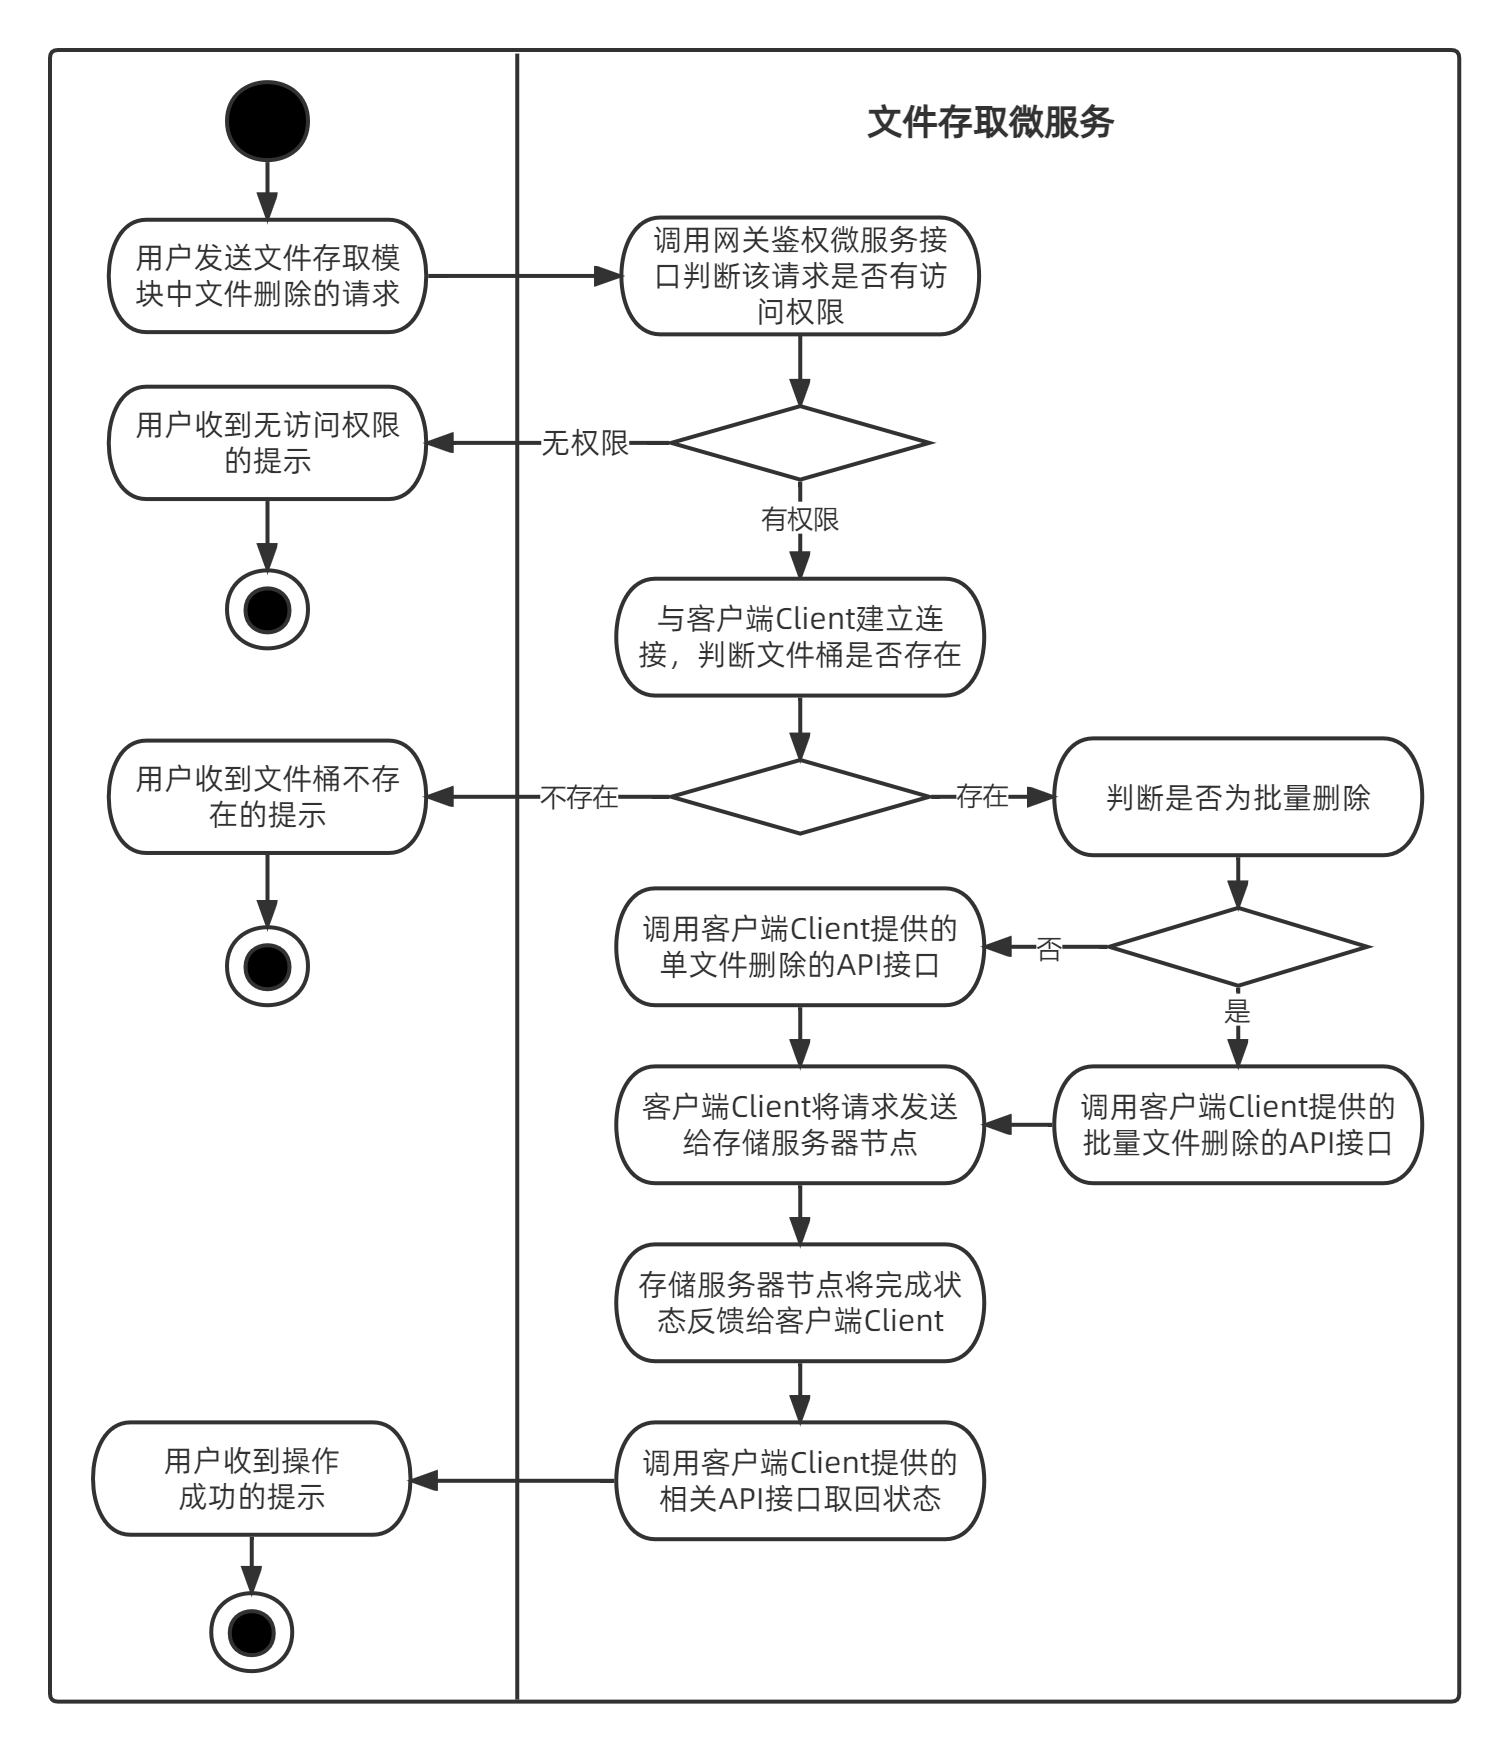 文件存取微服务
用户发送文件存取模
块中文件删除的请求
调用网关鉴权微服务接
口判断该请求是否有访
问权限
用户收到无访问权限
的提示
无权限
有权限
与客户端Client建立连
接，判断文件桶是否存在
用户收到文件桶不存
在的提示
不存在
存在
判断是否为批量删除
调用客户端Client提供的
单文件删除的API接口
否
是
客户端Client将请求发送
给存储服务器节点
调用客户端Client提供的
批量文件删除的API接口
存储服务器节点将完成状
态反馈给客户端Client
用户收到操作
成功的提示
调用客户端Client提供的
相关API接口取回状态